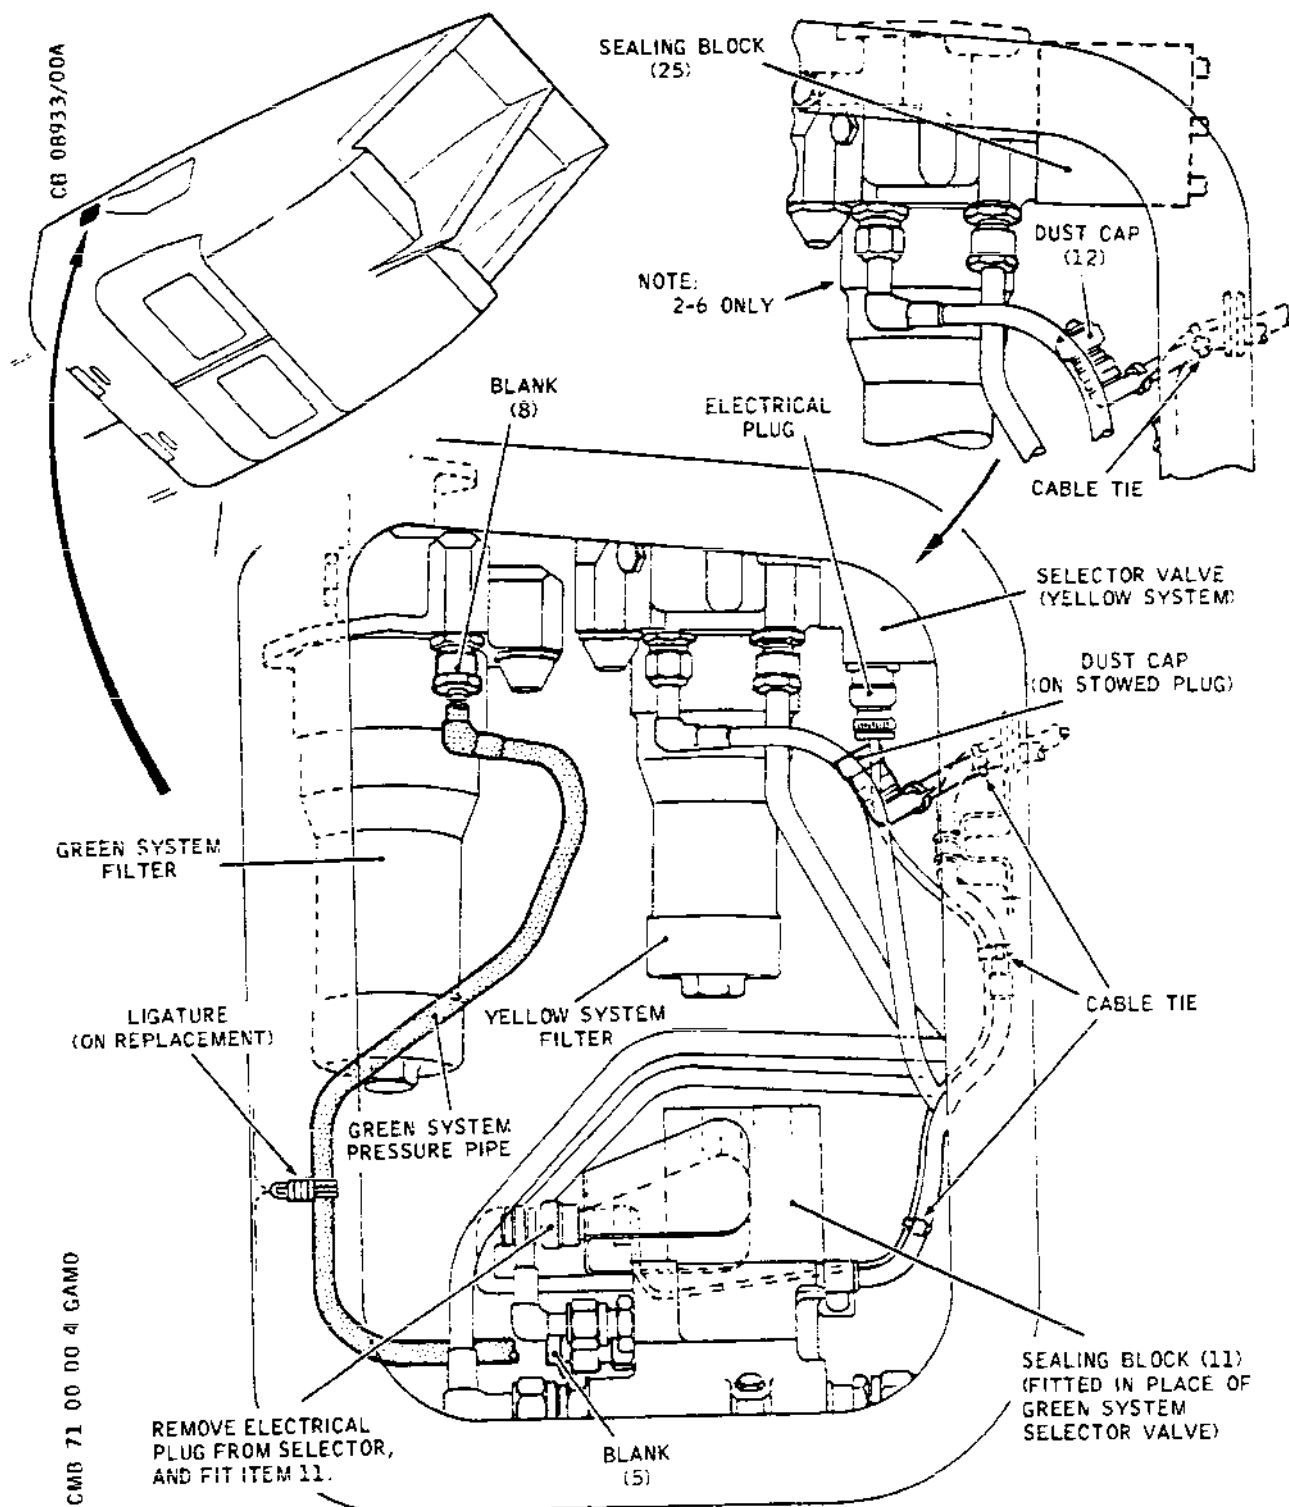 CB 08933/00A
SEALING BLOCK
(25)
DUST CAP
(12)
NOTE:
2-6 ONLY
BLANK
(8)
ELECTRICAL
PLUG
CABLE TIE
SELECTOR VALVE
(YELLOW SYSTEM)
DUST CAP
(ON STOWED PLUG)
GREEN SYSTEM
FILTER
LIGATURE
(ON REPLACEMENT)
YELLOW SYSTEM
FILTER
CABLE TIE
GREEN SYSTEM
PRESSURE PIPE
SEALING BLOCK (11)
(FITTED IN PLACE OF
GREEN SYSTEM
SELECTOR VALVE)
REMOVE ELECTRICAL
PLUG FROM SELECTOR,
AND FIT ITEM 11.
BLANK
(5)
CMB 71 00 00 4 GAMO